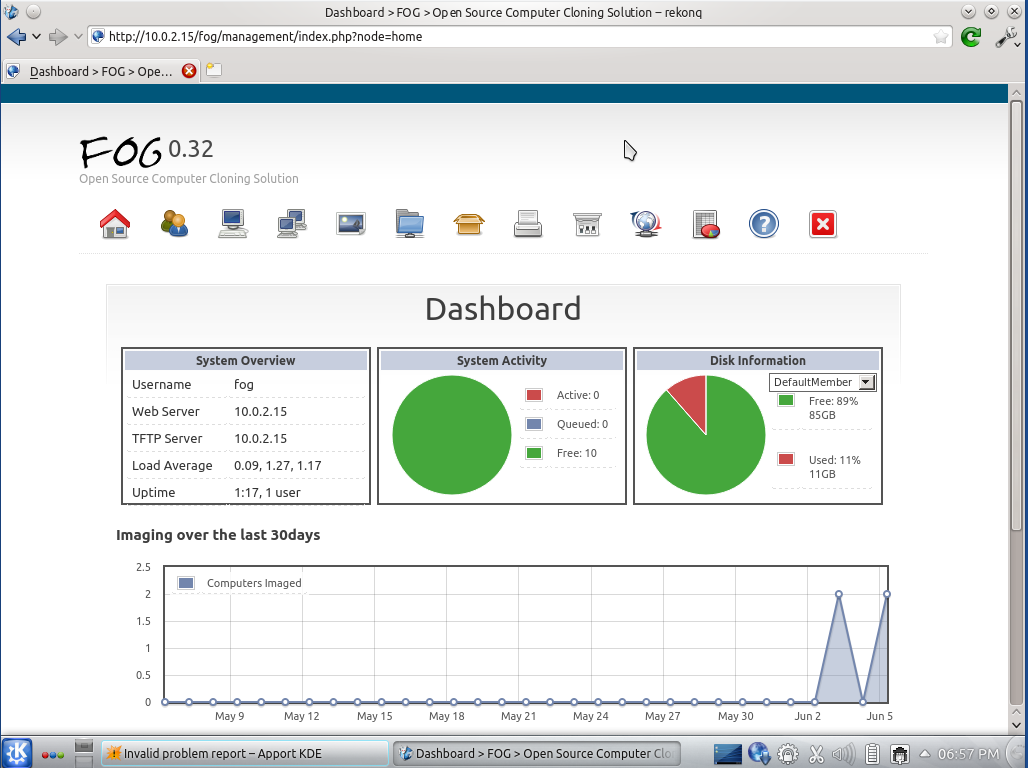 Dashboard > FOG > Open Source Computer Cloning Solution – rekonq
http://10.0.2.15/fog/management/index.php?node=home
Dashboard > FOG > Ope...
FOG 0.32
Open Source Computer Cloning Solution
Dashboard
System Overview
Username fog
Web Server 10.0.2.15
TFTP Server 10.0.2.15
Load Average 0.09, 1.27, 1.17
Uptime 1:17, 1 user
System Activity
Active: 0
Queued: 0
Free: 10
Disk Information
DefaultMember
Free: 89%
85GB
Used: 11%
11GB
Imaging over the last 30days
Computers Imaged
2.5
2
1.5
1
0.5
0
May 9 May 12 May 15 May 18 May 21 May 24 May 27 May 30 Jun 2 Jun 5
Invalid problem report – Apport KDE
Dashboard > FOG > Open Source Computer Clo
06:57 PM